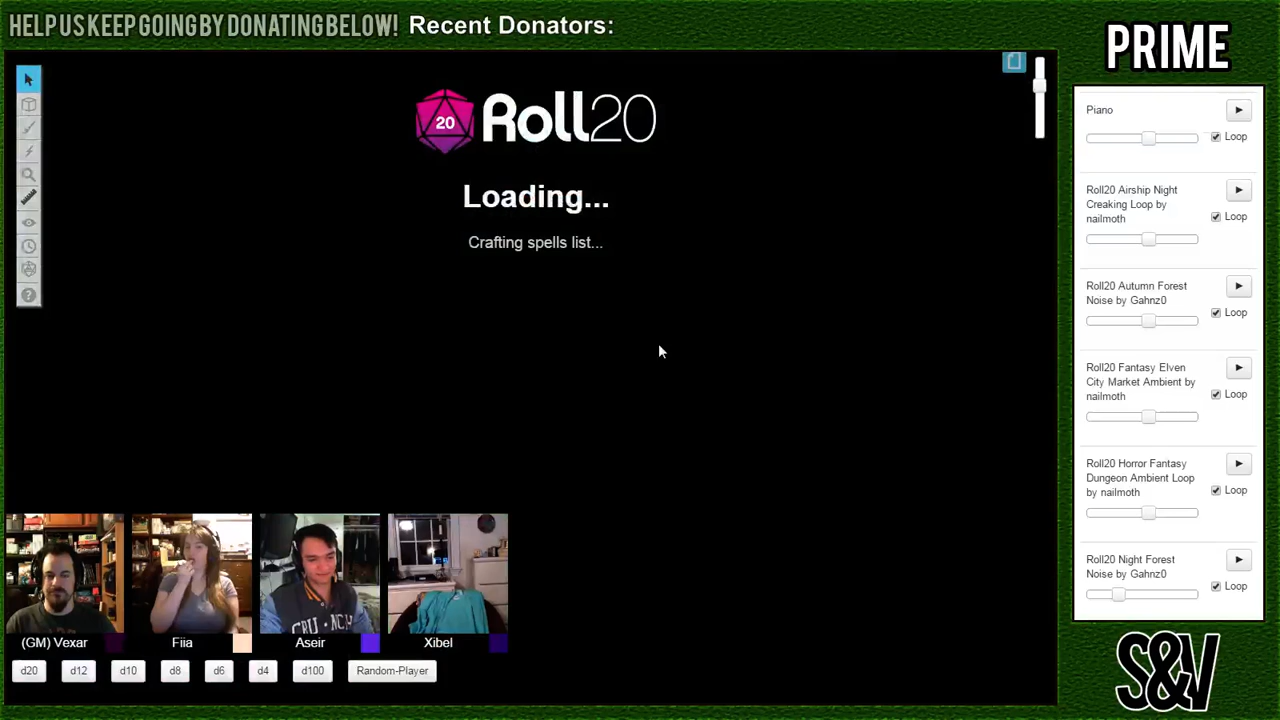 HELP US KEEP GOING BY DONATING BELOW! Recent Donators:
20 Roll20
Loading...
Crafting spells list...
(GM) Vexar
Fiia
Aseir
Xibel
d20
d12
d10
d8
d6
d4
d100
Random-Player
PRIME
Piano
Loop
Roll20 Airship Night
Creaking Loop by
nailmoth
Loop
Roll20 Autumn Forest
Noise by Gahnz0
Loop
Roll20 Fantasy Elven
City Market Ambient by
nailmoth
Loop
Roll20 Horror Fantasy
Dungeon Ambient Loop
by nailmoth
Loop
Roll20 Night Forest
Noise by Gahnz0
Loop
S&V